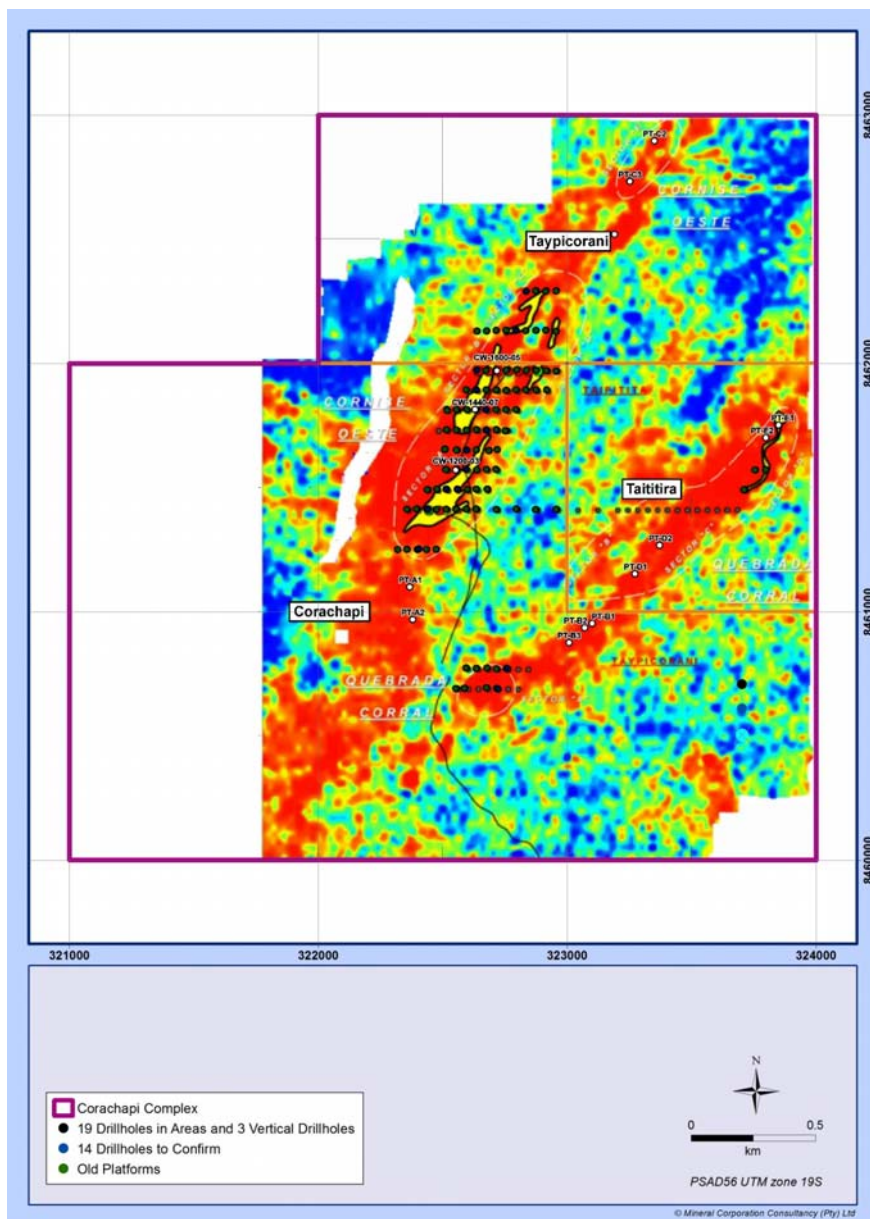 8463000
PT-C2
PT-C3
CORNISE
OESTE
Taypicorani
8462000
CW-1600-05
TAIPITITA
CORNISE
OESTE
CW-1440-07
PT-E1
PT-E2
CW-1200-03
Taititira
PT-D2
PT-D1
QUEBRADA
CORRAL
PT-A1
Corachapi
PT-A2
8461000
PT-B2
PT-B1
PT-B3
TAYPICORANI
QUEBRADA
CORRAL
8460000
321000
322000
323000
324000
N
Corachapi Complex
19 Drillholes in Areas and 3 Vertical Drillholes
14 Drillholes to Confirm
Old Platforms
0
0.5
km
PSAD56 UTM zone 19S
© Mineral Corporation Consultancy (Pty) Ltd